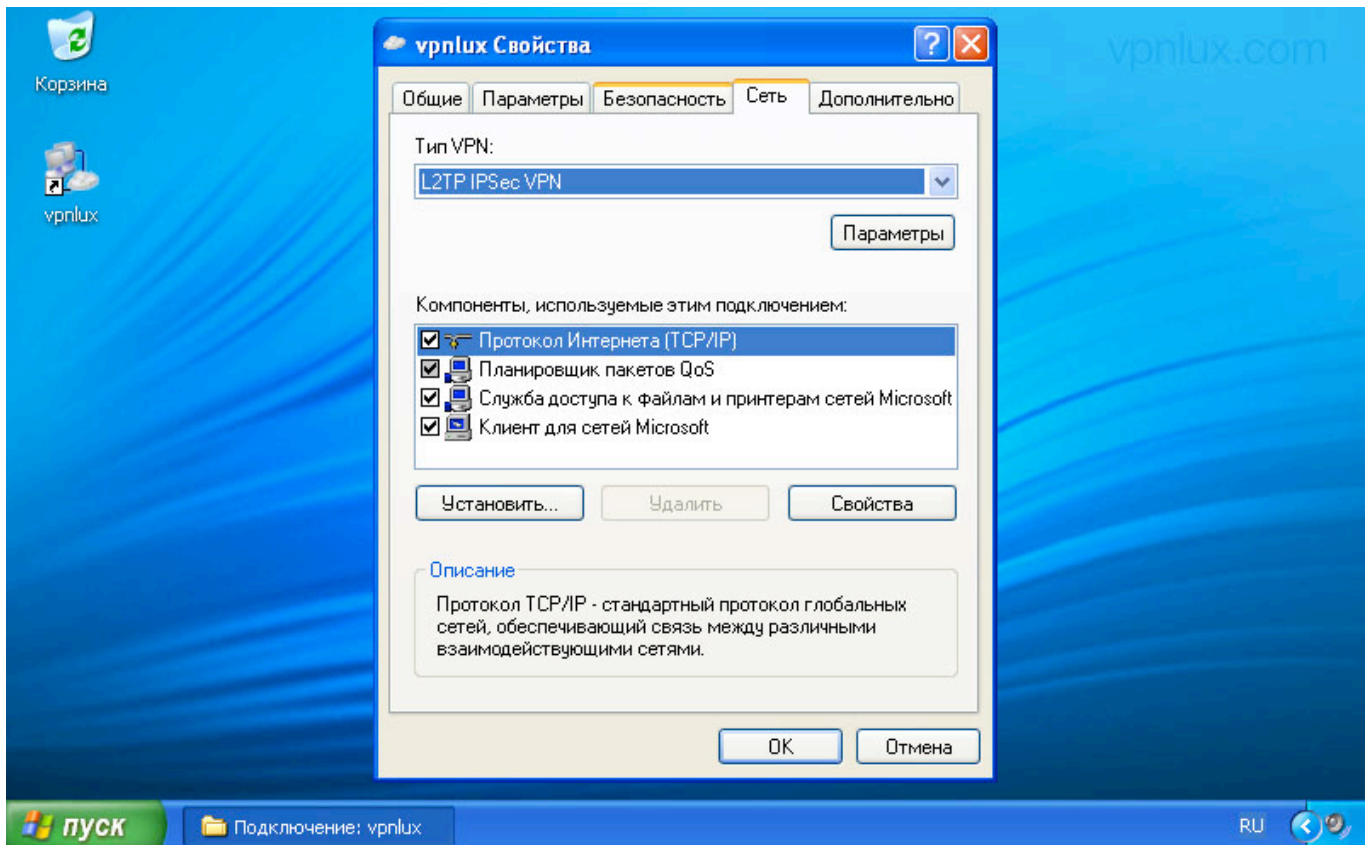 Корзина
vpnlux
vpnlux.com
vpnlux Свойства
Общие
Параметры
Безопасность
Сеть
Дополнительно
Тип VPN:
L2TP IPSec VPN
Параметры
Компоненты, используемые этим подключением:
Протокол Интернета (TCP/IP)
Планировщик пакетов QoS
Служба доступа к файлам и принтерам сетей Microsoft
Клиент для сетей Microsoft
Установить...
Удалить
Свойства
Описание
Протокол TCP/IP - стандартный протокол глобальных
сетей, обеспечивающий связь между различными
взаимодействующими сетями.
OK
Отмена
пуск
Подключение: vpnlux
RU